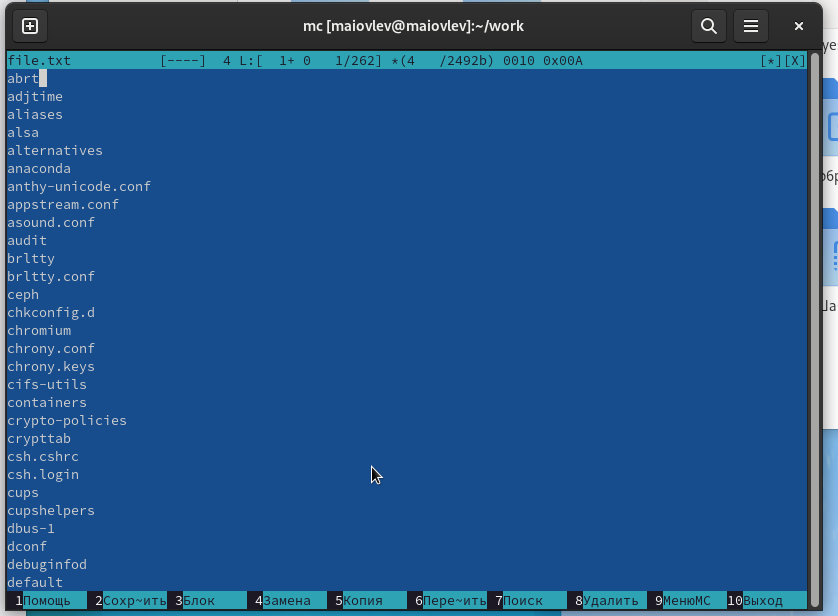 mc [maiovlev@maiovlev]:~/work
file.txt [----] 4 L:[ 1+ 0 1/262] *(4 /2492b) 0010 0x00A [*][X]
abrt
adjtime
aliases
alsa
alternatives
anaconda
anthy-unicode.conf
appstream.conf
asound.conf
audit
brltty
brltty.conf
ceph
chkconfig.d
chromium
chrony.conf
chrony.keys
cifs-utils
containers
crypto-policies
crypttab
csh.cshrc
csh.login
cups
cupshelpers
dbus-1
dconf
debuginfod
default
1Помощь 2Сохр~ить 3Блок 4Замена 5Копия 6Пере~ить 7Поиск 8Удалить 9МенюМС 10Выход